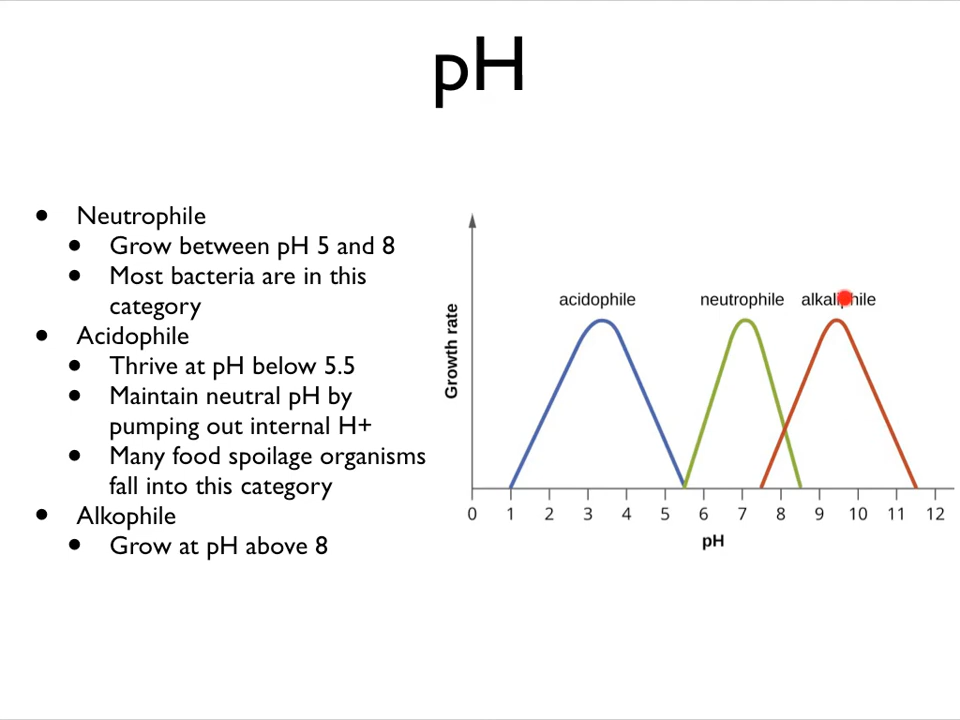 pH
● Neutrophile
● Grow between pH 5 and 8
● Most bacteria are in this
category
● Acidophile
● Thrive at pH below 5.5
● Maintain neutral pH by
pumping out internal H+
● Many food spoilage organisms
fall into this category
● Alkophile
● Grow at pH above 8
acidophile neutrophile
Growth rate
0 1 2 3 4 5 6 7 8 9 10 11 12
pH